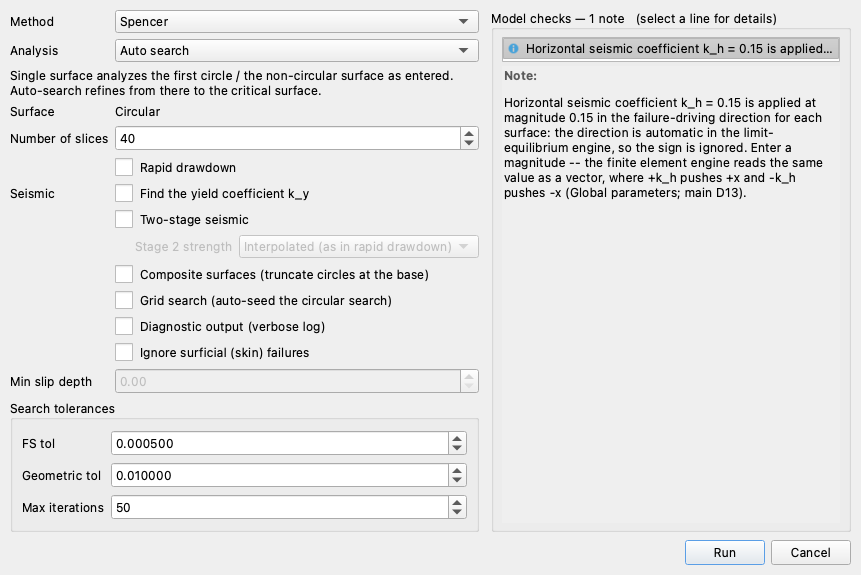 Method
Spencer
Analysis
Auto search
Single surface analyzes the first circle / the non-circular surface as entered.
Auto-search refines from there to the critical surface.
Surface
Circular
Number of slices
40
Rapid drawdown
Seismic
Find the yield coefficient k_y
Two-stage seismic
Stage 2 strength
Interpolated (as in rapid drawdown)
Composite surfaces (truncate circles at the base)
Grid search (auto-seed the circular search)
Diagnostic output (verbose log)
Ignore surficial (skin) failures
Min slip depth
0.00
Search tolerances
FS tol
0.000500
Geometric tol
0.010000
Max iterations
50
Model checks — 1 note   (select a line for details)
Horizontal seismic coefficient k_h = 0.15 is applied...
Note:
Horizontal seismic coefficient k_h = 0.15 is applied at
magnitude 0.15 in the failure-driving direction for each
surface: the direction is automatic in the limit-
equilibrium engine, so the sign is ignored. Enter a
magnitude -- the finite element engine reads the same
value as a vector, where +k_h pushes +x and -k_h
pushes -x (Global parameters; main D13).
Run
Cancel